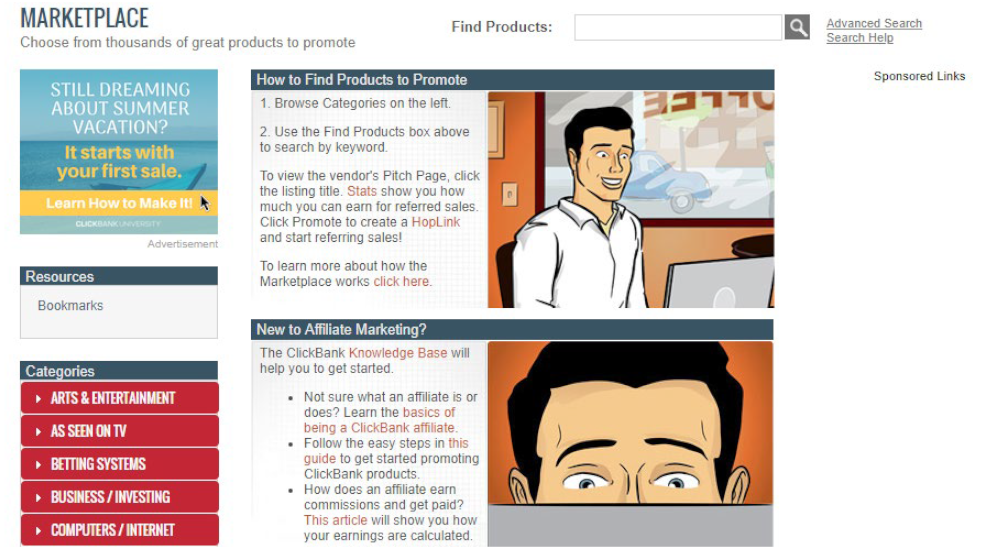 MARKETPLACE
Choose from thousands of great products to promote
Find Products:
Advanced Search
Search Help
STILL DREAMING
ABOUT SUMMER
VACATION?
It starts with
your first sale.
Learn How to Make It!
CLICKBANK UNIVERSITY
Advertisement
Resources
Bookmarks
Categories
ARTS & ENTERTAINMENT
AS SEEN ON TV
BETTING SYSTEMS
BUSINESS / INVESTING
COMPUTERS / INTERNET
How to Find Products to Promote
1. Browse Categories on the left.
2. Use the Find Products box above
to search by keyword.
To view the vendor's Pitch Page, click
the listing title. Stats show you how
much you can earn for referred sales.
Click Promote to create a HopLink
and start referring sales!
To learn more about how the
Marketplace works click here.
COFFEE
New to Affiliate Marketing?
The ClickBank Knowledge Base will
help you to get started.
• Not sure what an affiliate is or
does? Learn the basics of
being a ClickBank affiliate.
• Follow the easy steps in this
guide to get started promoting
ClickBank products.
• How does an affiliate earn
commissions and get paid?
This article will show you how
your earnings are calculated.
Sponsored Links